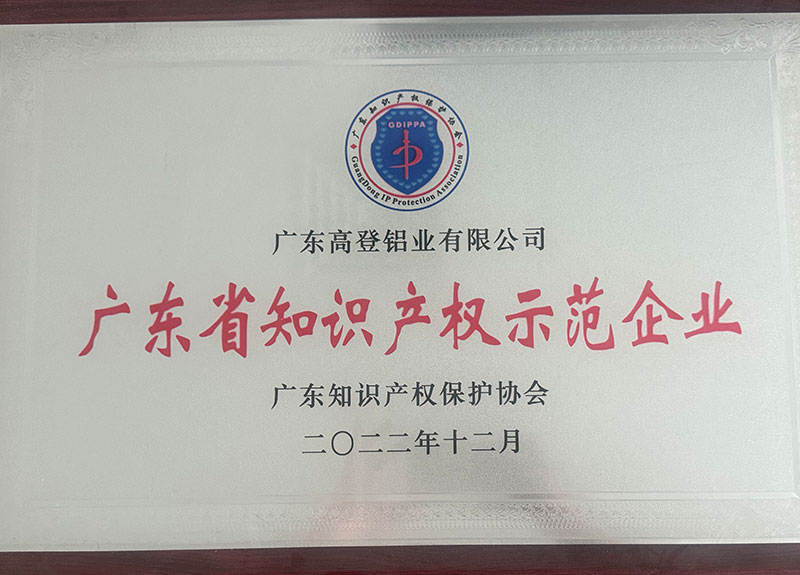 广东知识产权保护协会
GDIPPA
GuangDong IP Protection Association
广东高登铝业有限公司
广东省知识产权示范企业
广东知识产权保护协会
二〇二二年十二月